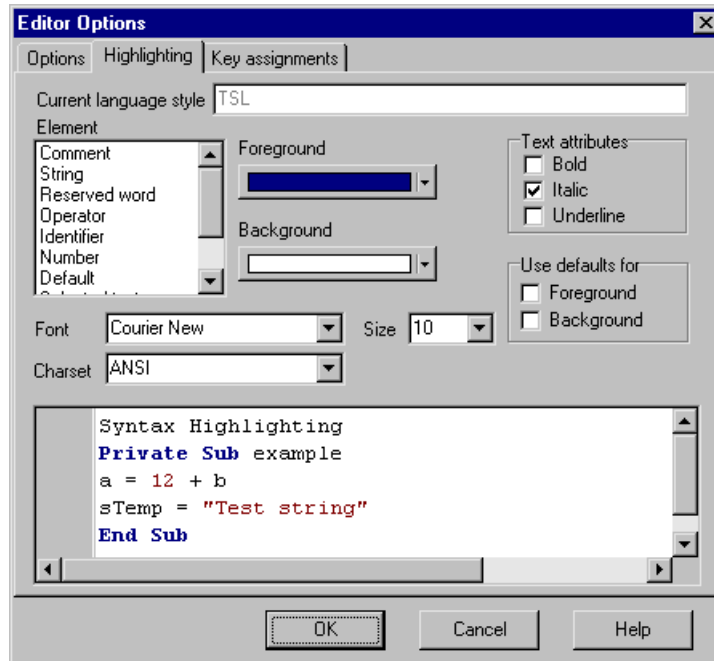 Editor Options
Options Highlighting Key assignments
Current language style TSL
Element
Comment
String
Reserved word
Operator
Identifier
Number
Default
Foreground
Background
Text attributes
Bold
Italic
Underline
Use defaults for
Foreground
Background
Font Courier New Size 10
Charset ANSI
Syntax Highlighting
Private Sub example
a = 12 + b
sTemp = "Test string"
End Sub
OK Cancel Help